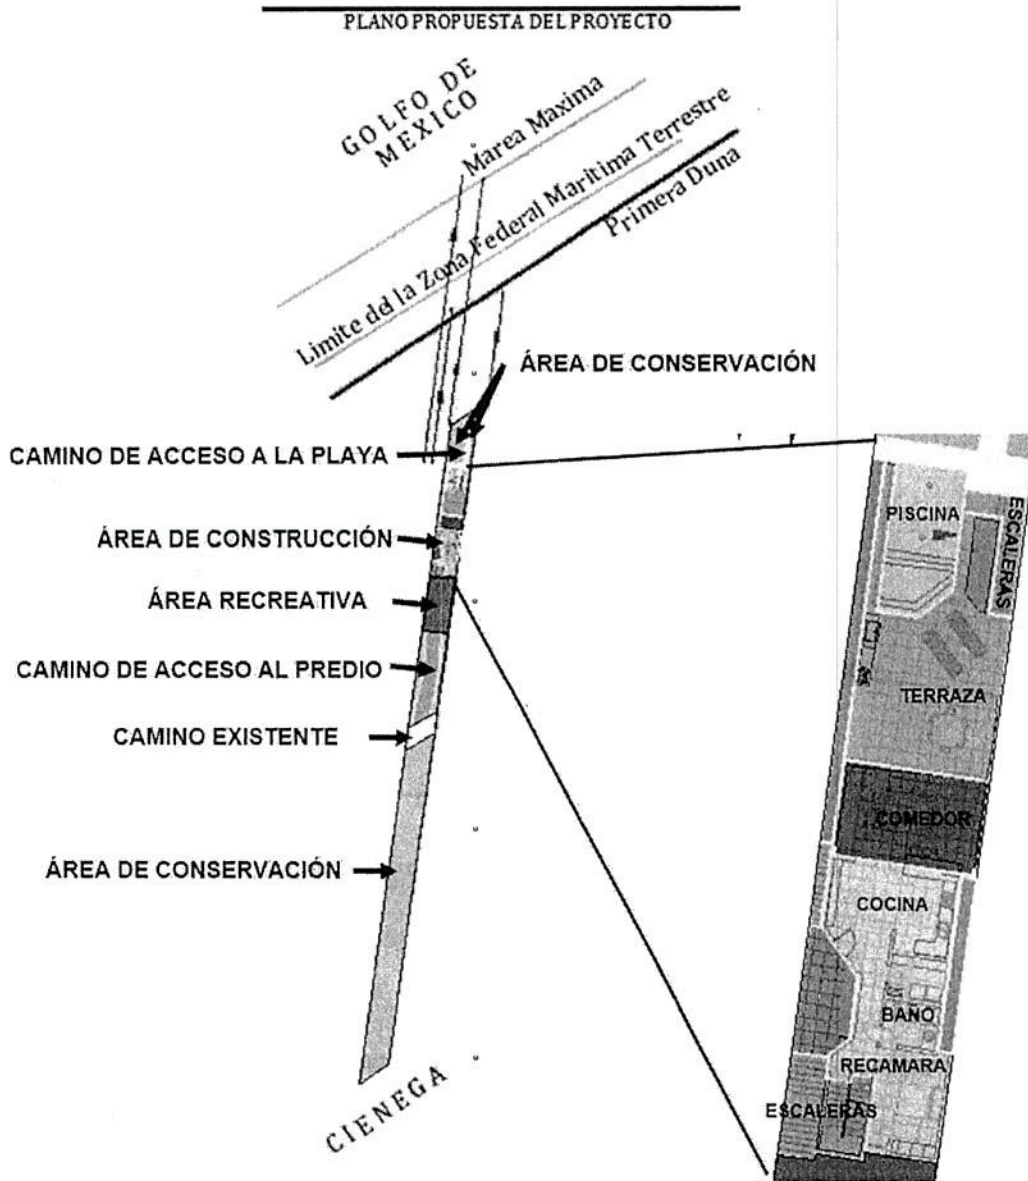 PLANO PROPUESTA DEL PROYECTO
GOLFO DE
MEXICO
Marea Maxima
Limite del la Zona Federal Maritima Terrestre
Primera Duna
ÁREA DE CONSERVACIÓN
CAMINO DE ACCESO A LA PLAYA
ÁREA DE CONSTRUCCIÓN
ÁREA RECREATIVA
CAMINO DE ACCESO AL PREDIO
CAMINO EXISTENTE
ÁREA DE CONSERVACIÓN
CIENEGA
PISCINA
ESCALERAS
TERRAZA
COMEDOR
COCINA
BAÑO
RECAMARA
ESCALERAS